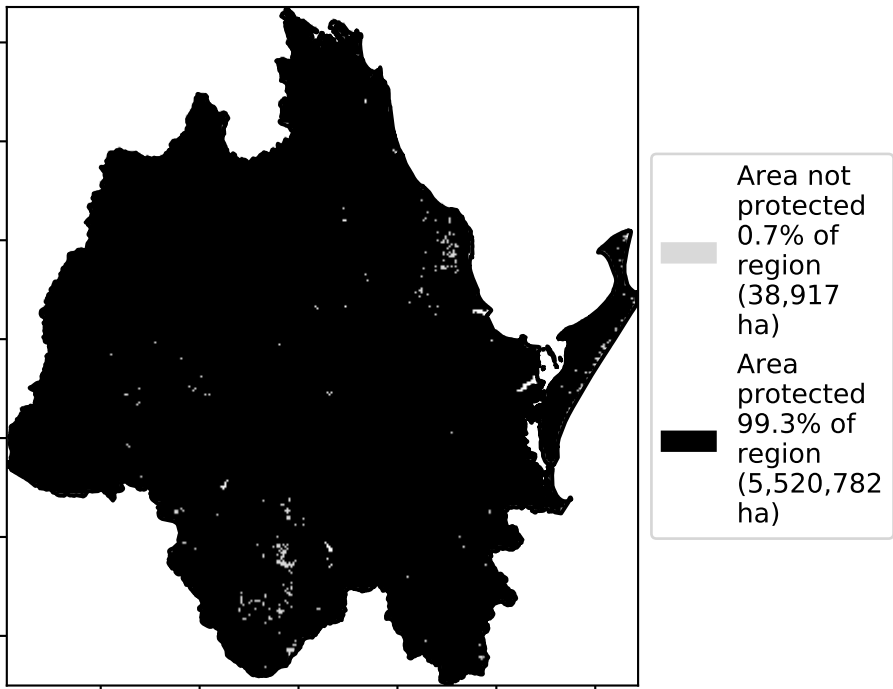 Area not
protected
0.7% of
region
(38,917
ha)
Area
protected
99.3% of
region
(5,520,782
ha)